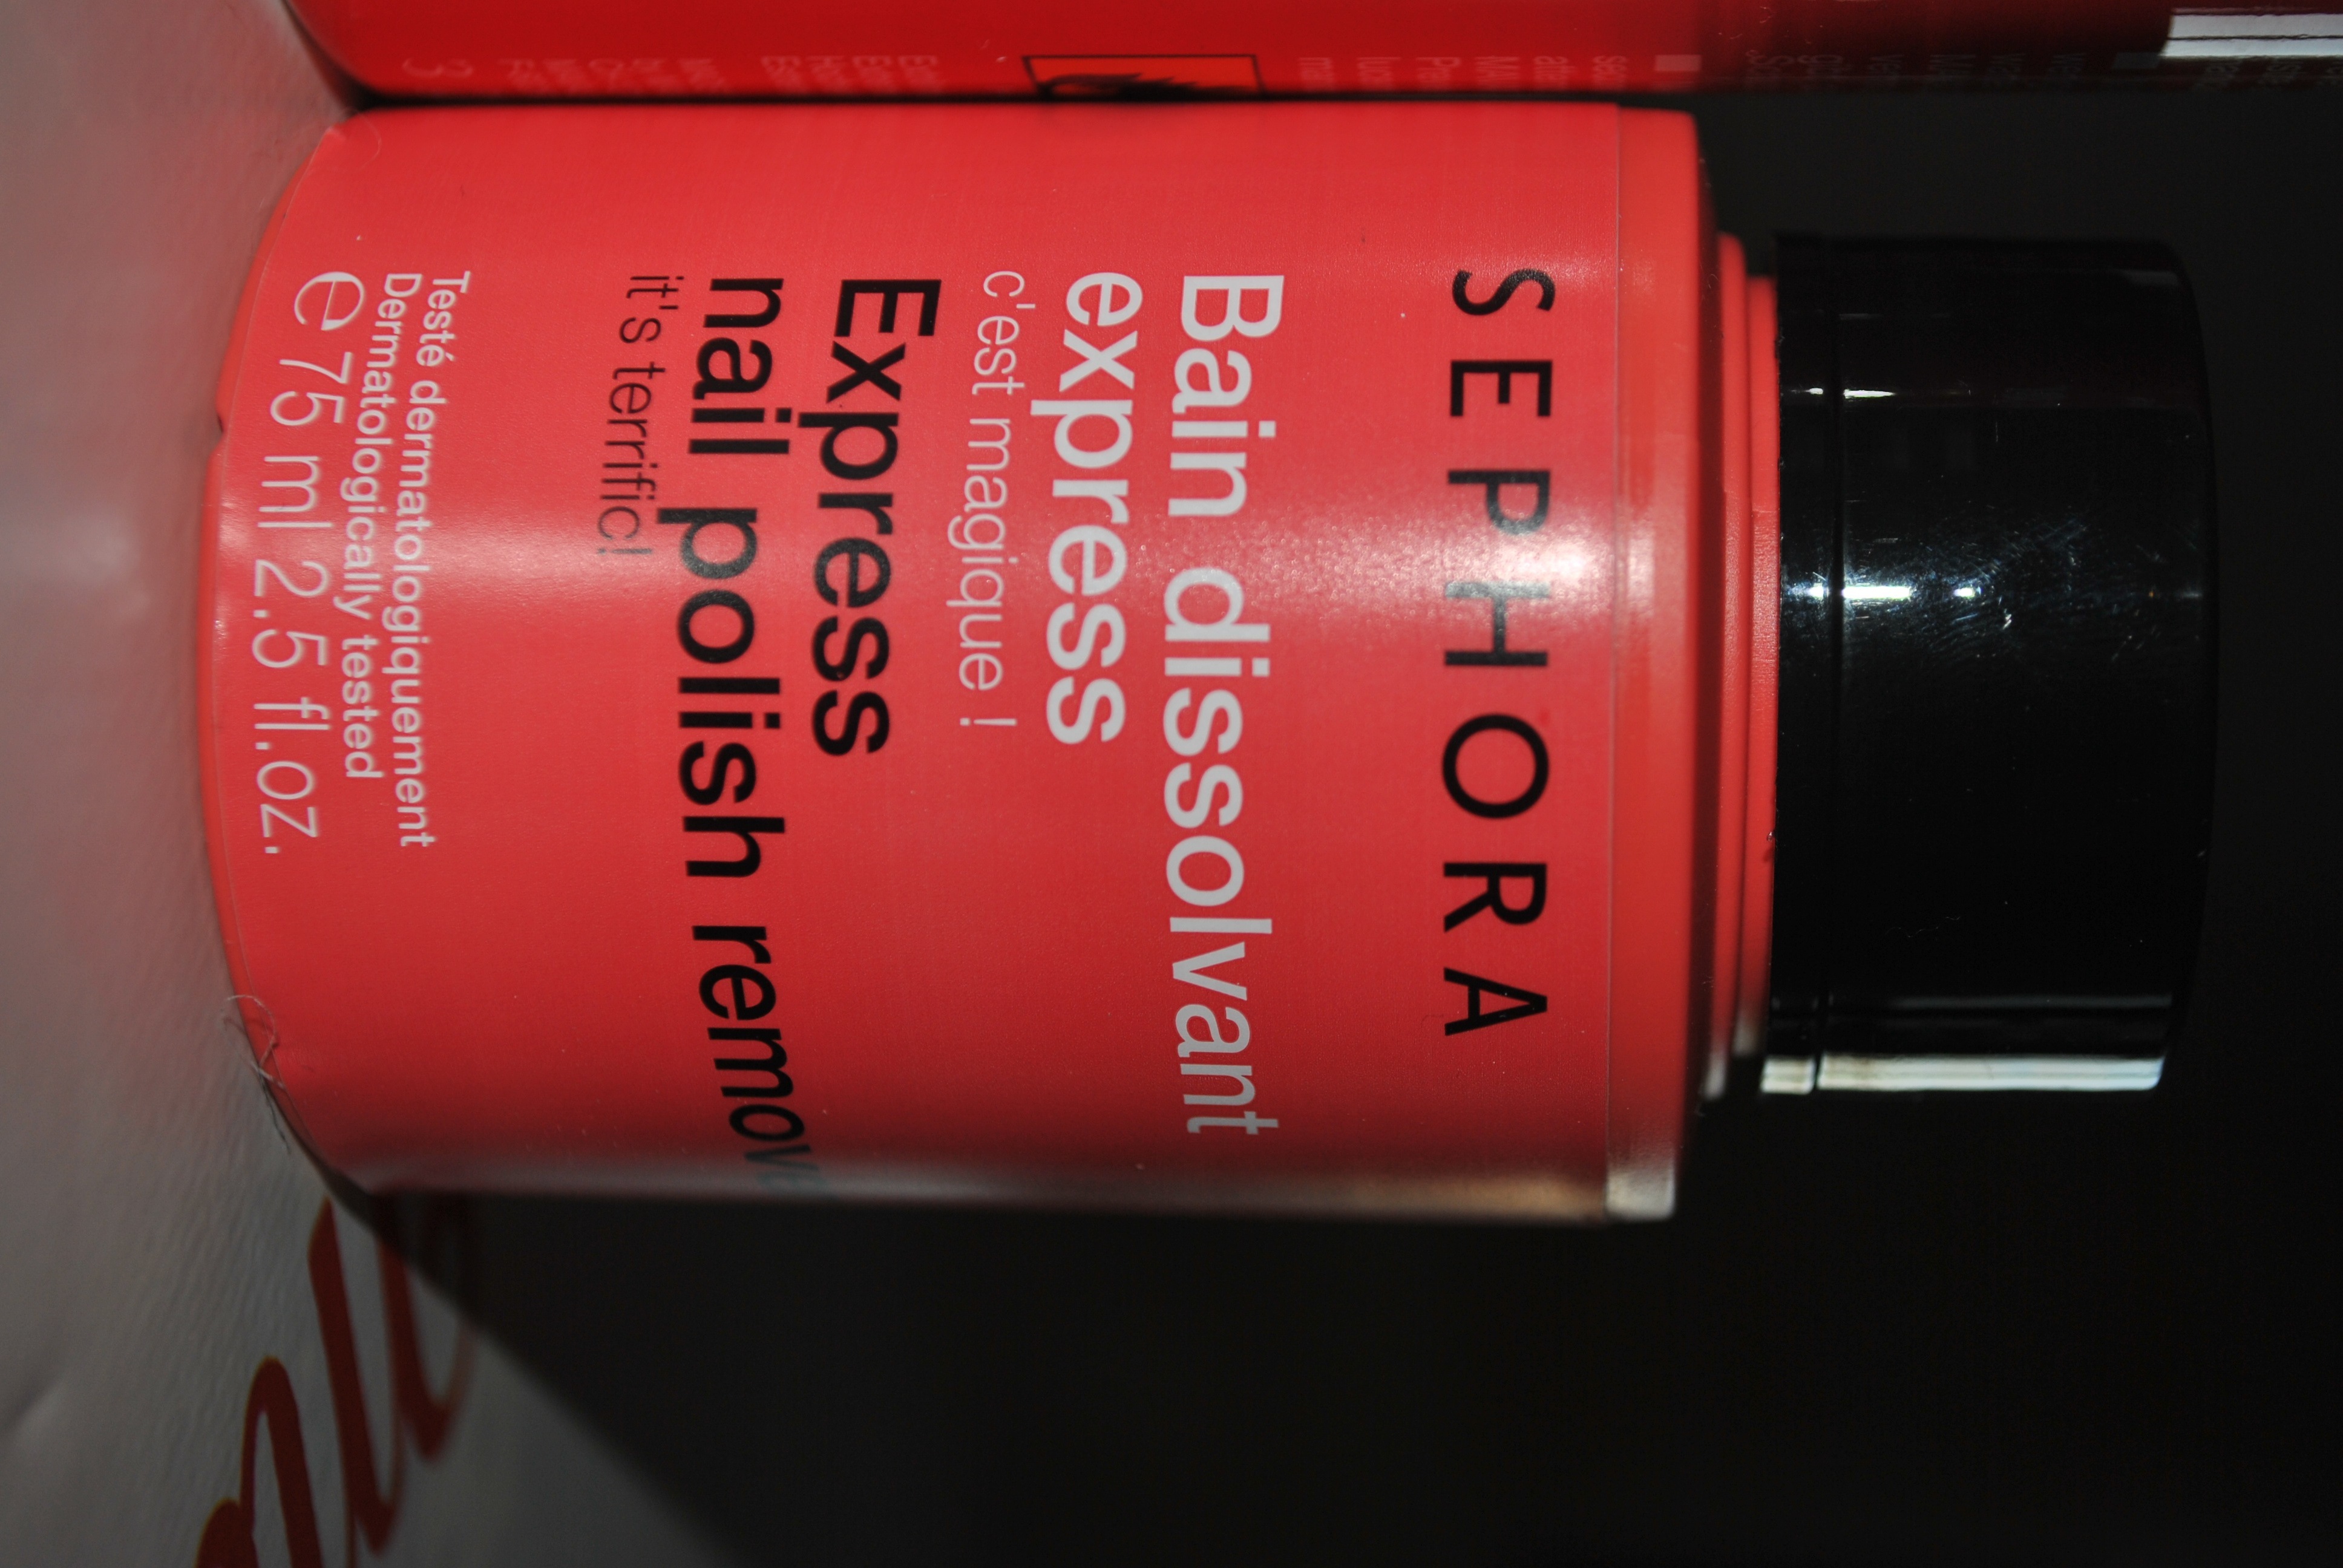 SEPHORA
Bain dissolvant
express
c'est magique !
Express
nail polish remov
it's terrific!
Testé dermatologiquement
Dermatologically tested
e 75 ml 2.5 fl.oz.